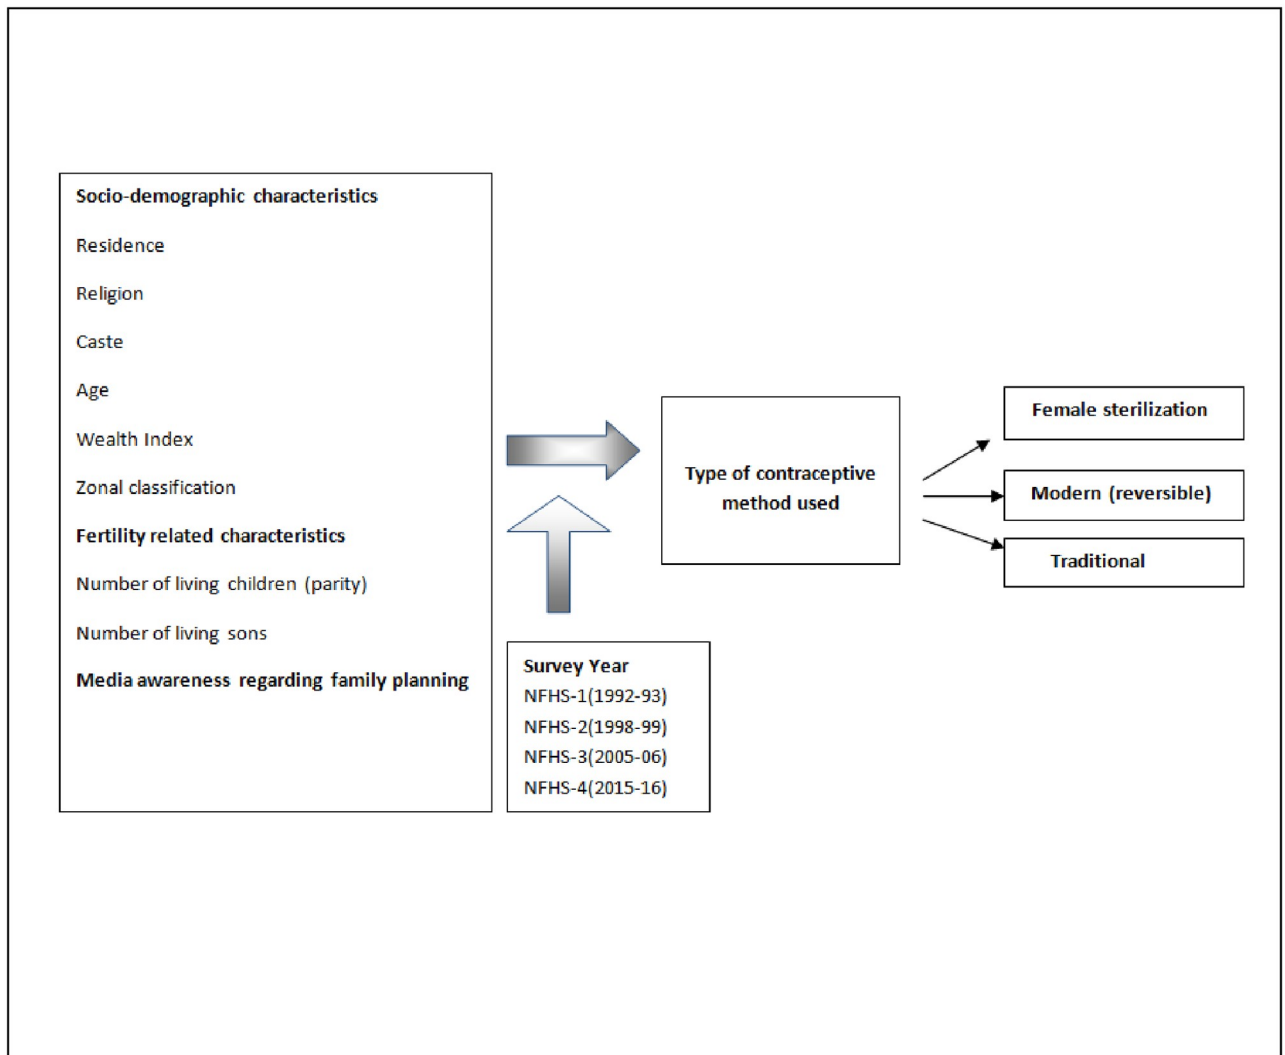 Socio-demographic characteristics
Residence
Religion
Caste
Age
Wealth Index
Zonal classification
Fertility related characteristics
Number of living children (parity)
Number of living sons
Media awareness regarding family planning
Survey Year
NFHS-1(1992-93)
NFHS-2(1998-99)
NFHS-3(2005-06)
NFHS-4(2015-16)
Type of contraceptive
method used
Female sterilization
Modern (reversible)
Traditional